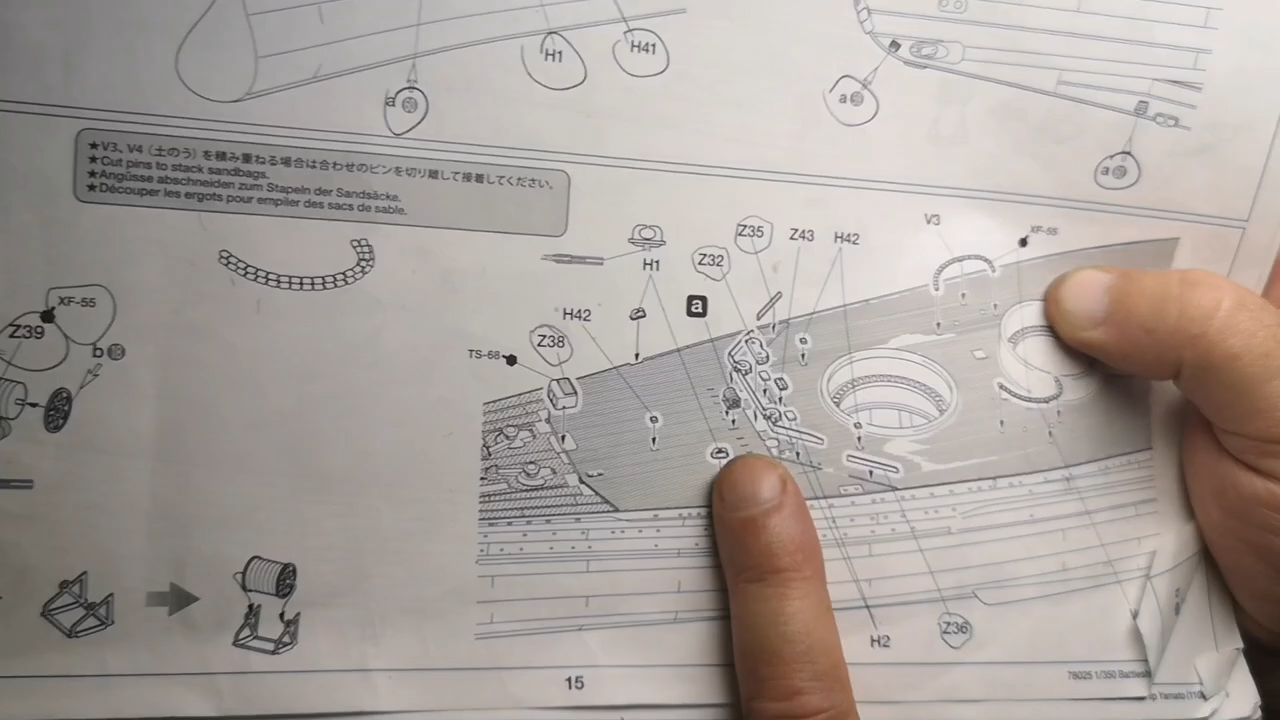 H1
H41
a
a
a
★V3、V4 (土のう) を積み重ねる場合は合わせのピンを切り離して接着してください。
★Cut pins to stack sandbags.
★Angüsse abschneiden zum Stapeln der Sandsäcke.
★Découper les ergots pour empiler des sacs de sable.
XF-55
Z39
b
H1
Z32
Z35
Z43
H42
V3
XF-55
a
H42
Z38
TS-68
H2
Z36
15
78025 1/350 Battlesh
ip Yamato